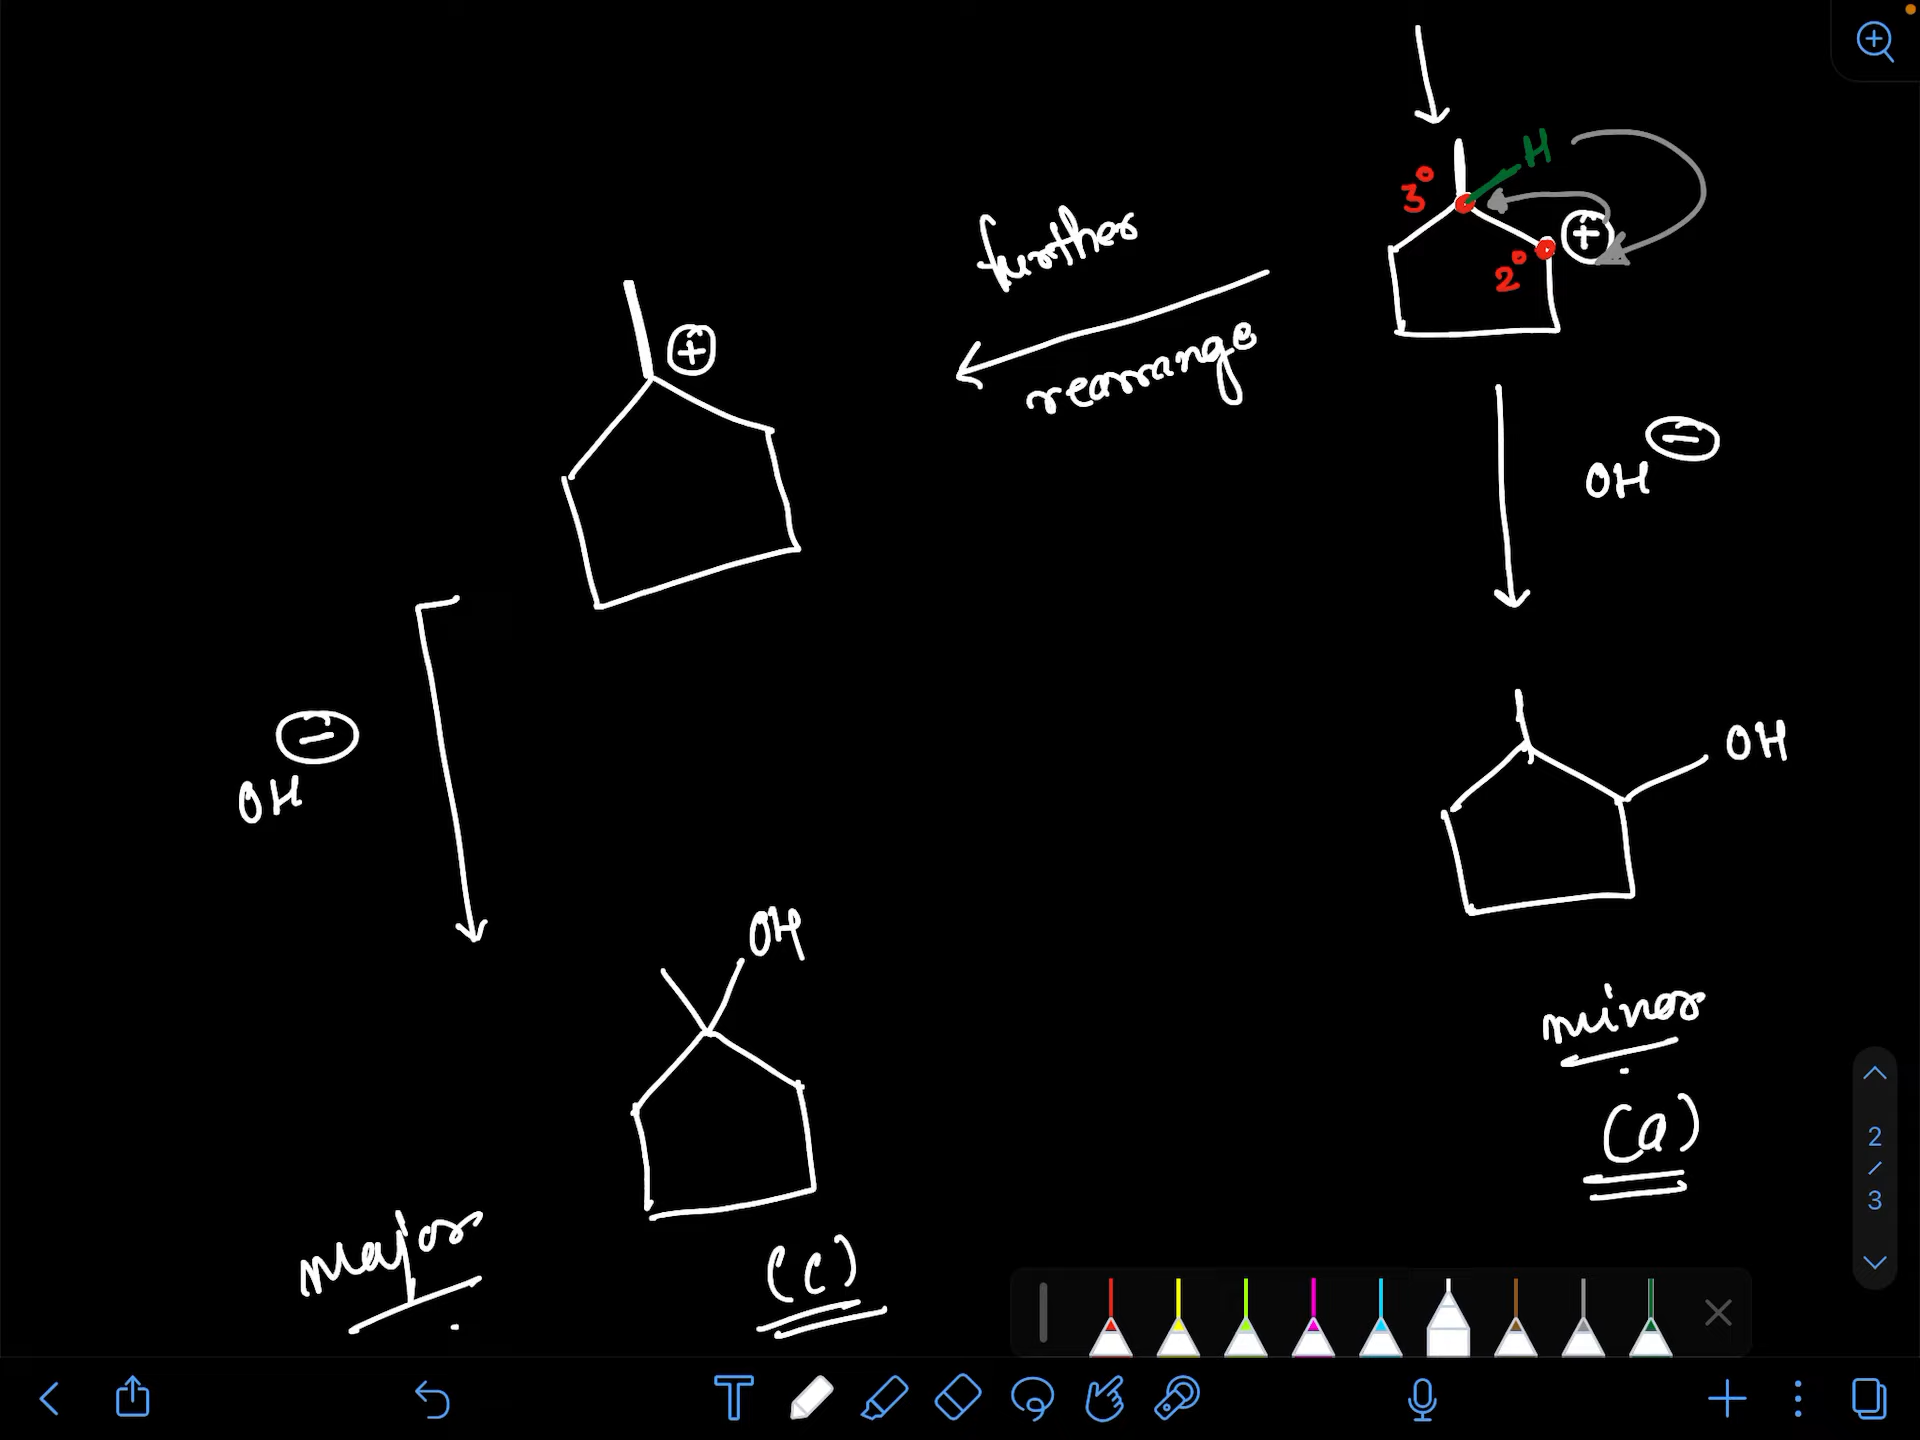 H
3°
+
2°
further
rearrange
+
OH −
− OH
OH
OH
minor
(a)
major
(c)
2
/
3
T